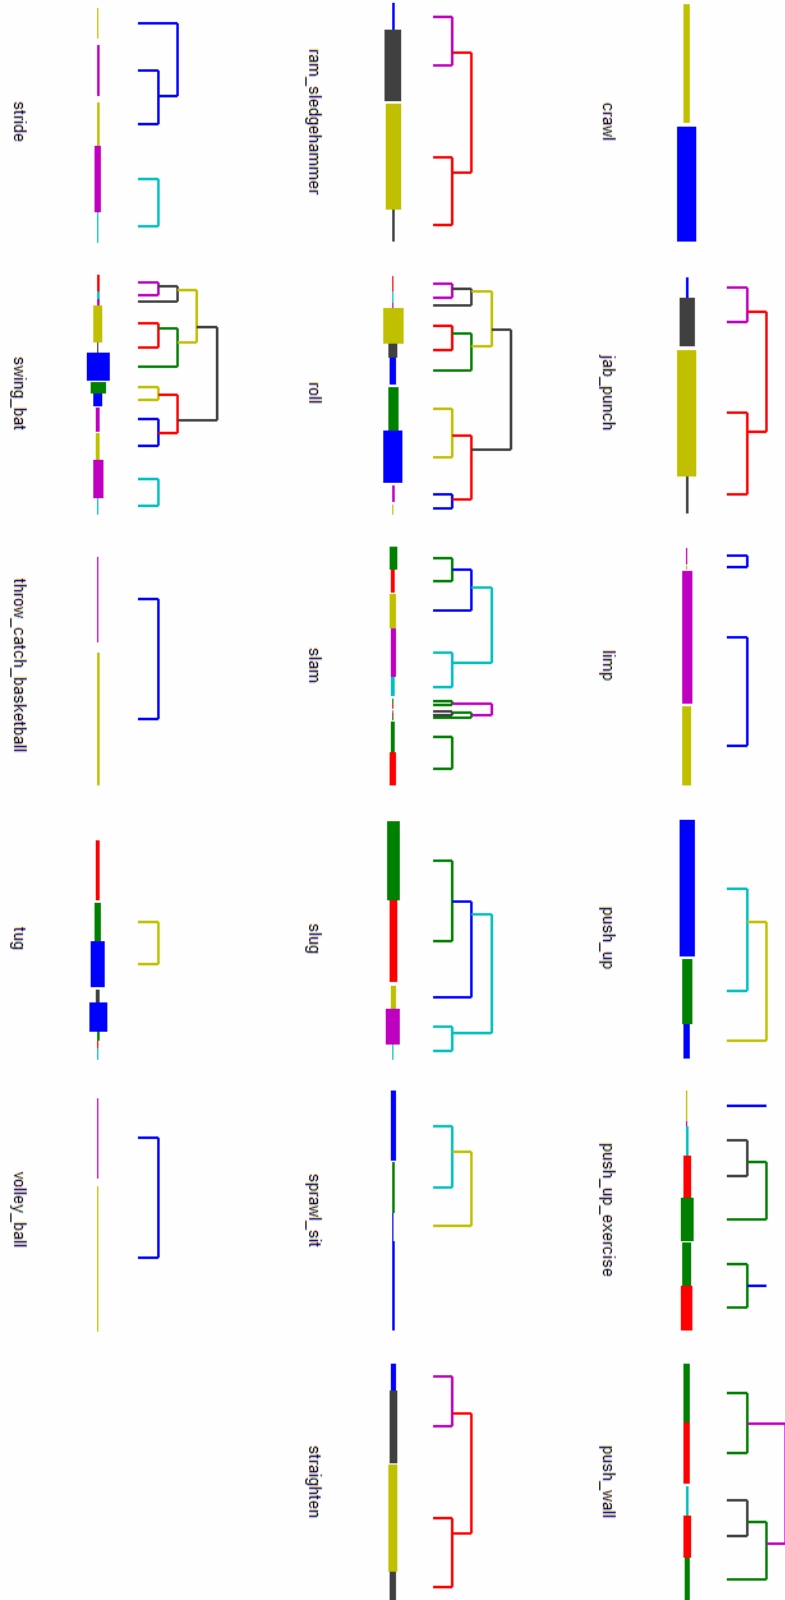 crawl
jab_punch
limp
push_up
push_up_exercise
push_wall
ram_sledgehammer
roll
slam
slug
sprawl_sit
straighten
stride
swing_bat
throw_catch_basketball
tug
volley_ball